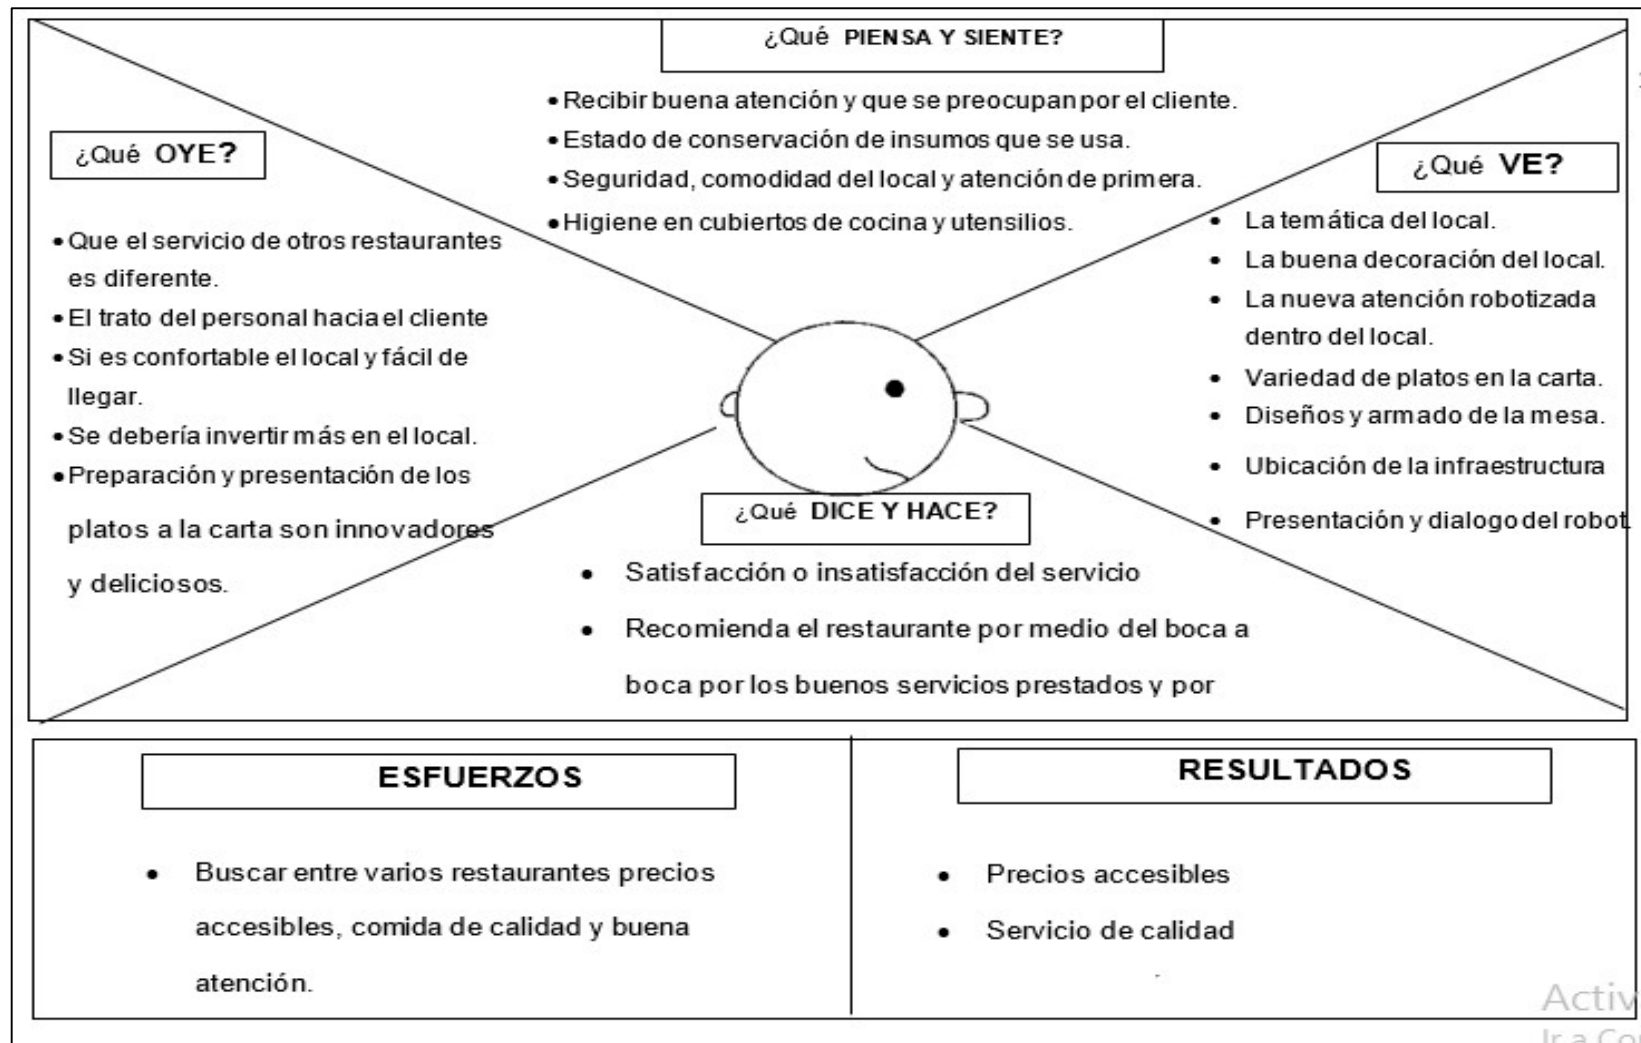 ¿Qué PIENSA Y SIENTE?
• Recibir buena atención y que se preocupan por el cliente.
• Estado de conservación de insumos que se usa.
• Seguridad, comodidad del local y atención de primera.
• Higiene en cubiertos de cocina y utensilios.
¿Qué OYE?
• Que el servicio de otros restaurantes
es diferente.
• El trato del personal hacia el cliente
• Si es confortable el local y fácil de
llegar.
• Se debería invertir más en el local.
• Preparación y presentación de los
platos a la carta son innovadores
y deliciosos.
¿Qué VE?
• La temática del local.
• La buena decoración del local.
• La nueva atención robotizada
dentro del local.
• Variedad de platos en la carta.
• Diseños y armado de la mesa.
• Ubicación de la infraestructura
• Presentación y dialogo del robot.
¿Qué DICE Y HACE?
• Satisfacción o insatisfacción del servicio
• Recomienda el restaurante por medio del boca a
boca por los buenos servicios prestados y por
ESFUERZOS
• Buscar entre varios restaurantes precios
accesibles, comida de calidad y buena
atención.
RESULTADOS
• Precios accesibles
• Servicio de calidad
Activ
Ir a Co